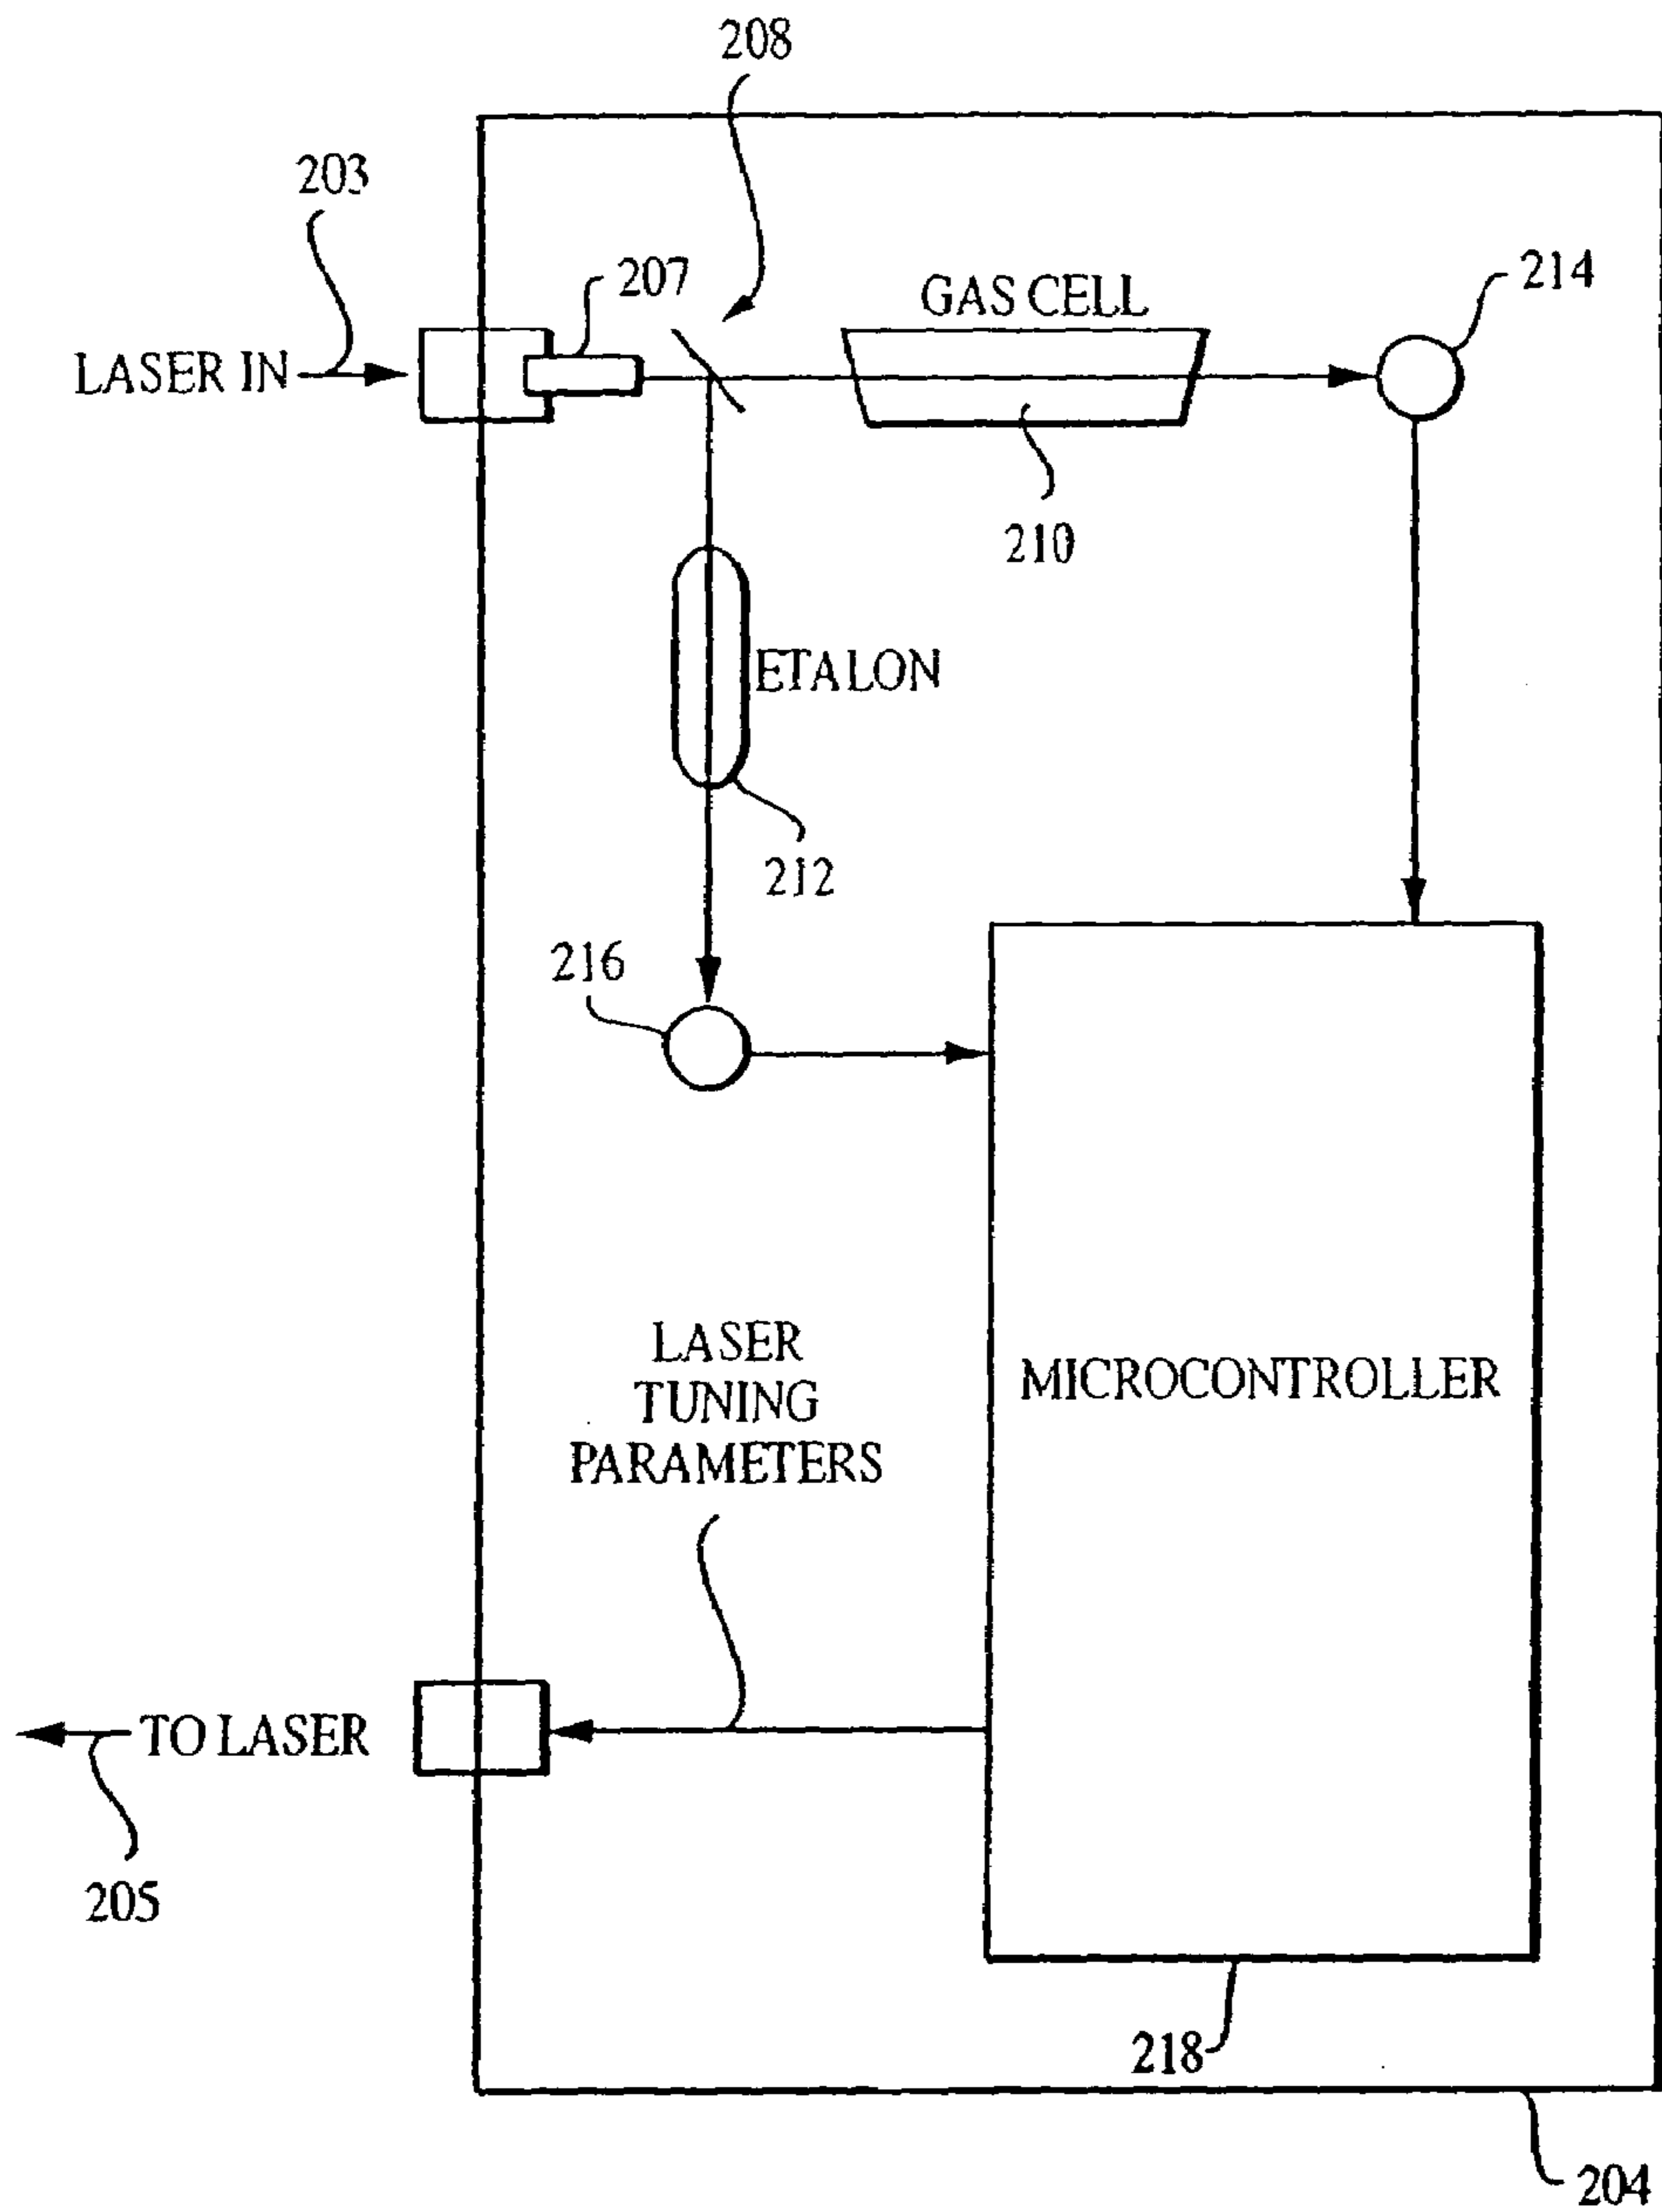 208
203
207
GAS CELL
214
LASER IN
210
ETALON
212
216
LASER
TUNING
PARAMETERS
MICROCONTROLLER
TO LASER
205
218
204